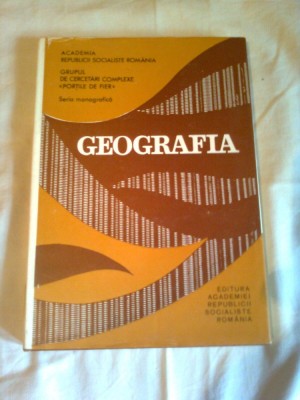 ACADEMIA
REPUBLICII SOCIALISTE ROMÂNIA
GRUPUL
DE CERCETĂRI COMPLEXE
«PORȚILE DE FIER»
Seria monografică
GEOGRAFIA
EDITURA
ACADEMIEI
REPUBLICII
SOCIALISTE
ROMÂNIA